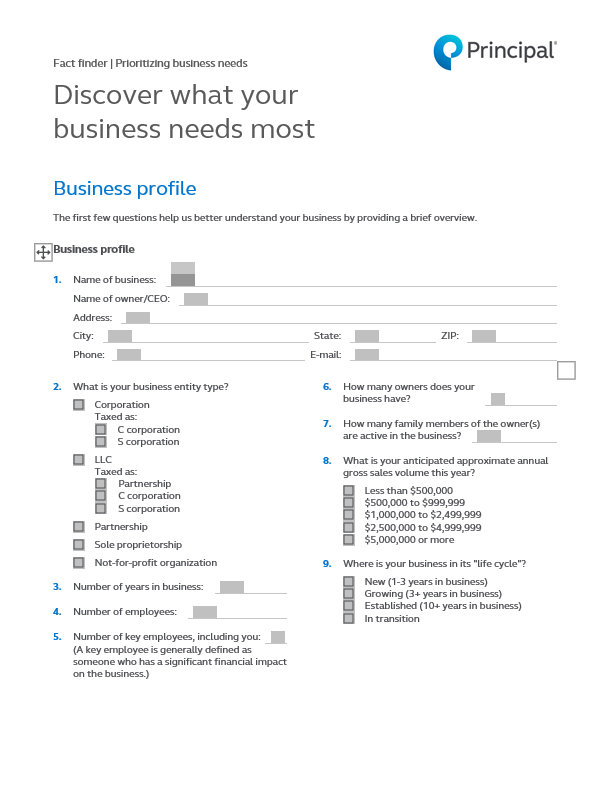 Principal®
Fact finder | Prioritizing business needs
Discover what your
business needs most
Business profile
The first few questions help us better understand your business by providing a brief overview.
Business profile
1. Name of business:
Name of owner/CEO:
Address:
City: State: ZIP:
Phone: E-mail:
2. What is your business entity type?
Corporation
Taxed as:
C corporation
S corporation
LLC
Taxed as:
Partnership
C corporation
S corporation
Partnership
Sole proprietorship
Not-for-profit organization
3. Number of years in business:
4. Number of employees:
5. Number of key employees, including you:
(A key employee is generally defined as
someone who has a significant financial impact
on the business.)
6. How many owners does your
business have?
7. How many family members of the owner(s)
are active in the business?
8. What is your anticipated approximate annual
gross sales volume this year?
Less than $500,000
$500,000 to $999,999
$1,000,000 to $2,499,999
$2,500,000 to $4,999,999
$5,000,000 or more
9. Where is your business in its "life cycle"?
New (1-3 years in business)
Growing (3+ years in business)
Established (10+ years in business)
In transition